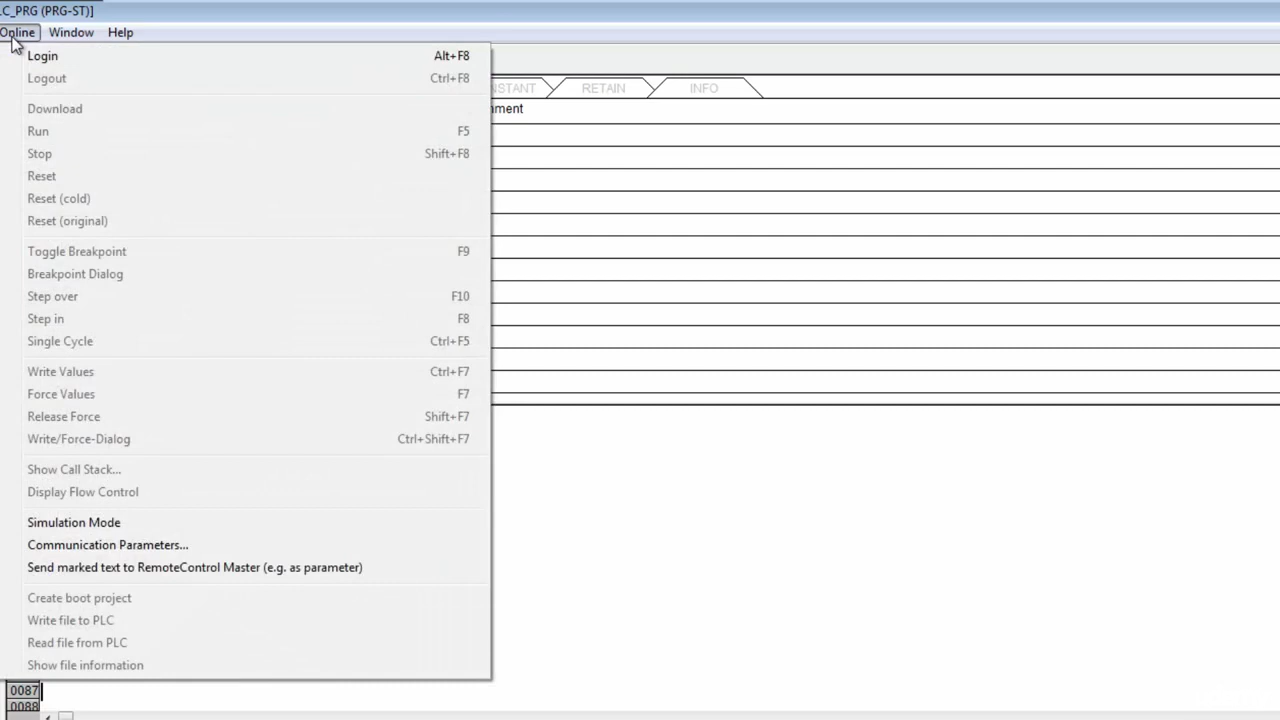 LC_PRG (PRG-ST)]
Online Window Help
Login Alt+F8
Logout Ctrl+F8
NSTANT RETAIN INFO
Download
nment
Run F5
Stop Shift+F8
Reset
Reset (cold)
Reset (original)
Toggle Breakpoint F9
Breakpoint Dialog
Step over F10
Step in F8
Single Cycle Ctrl+F5
Write Values Ctrl+F7
Force Values F7
Release Force Shift+F7
Write/Force-Dialog Ctrl+Shift+F7
Show Call Stack...
Display Flow Control
Simulation Mode
Communication Parameters...
Send marked text to RemoteControl Master (e.g. as parameter)
Create boot project
Write file to PLC
Read file from PLC
Show file information
0087
0088